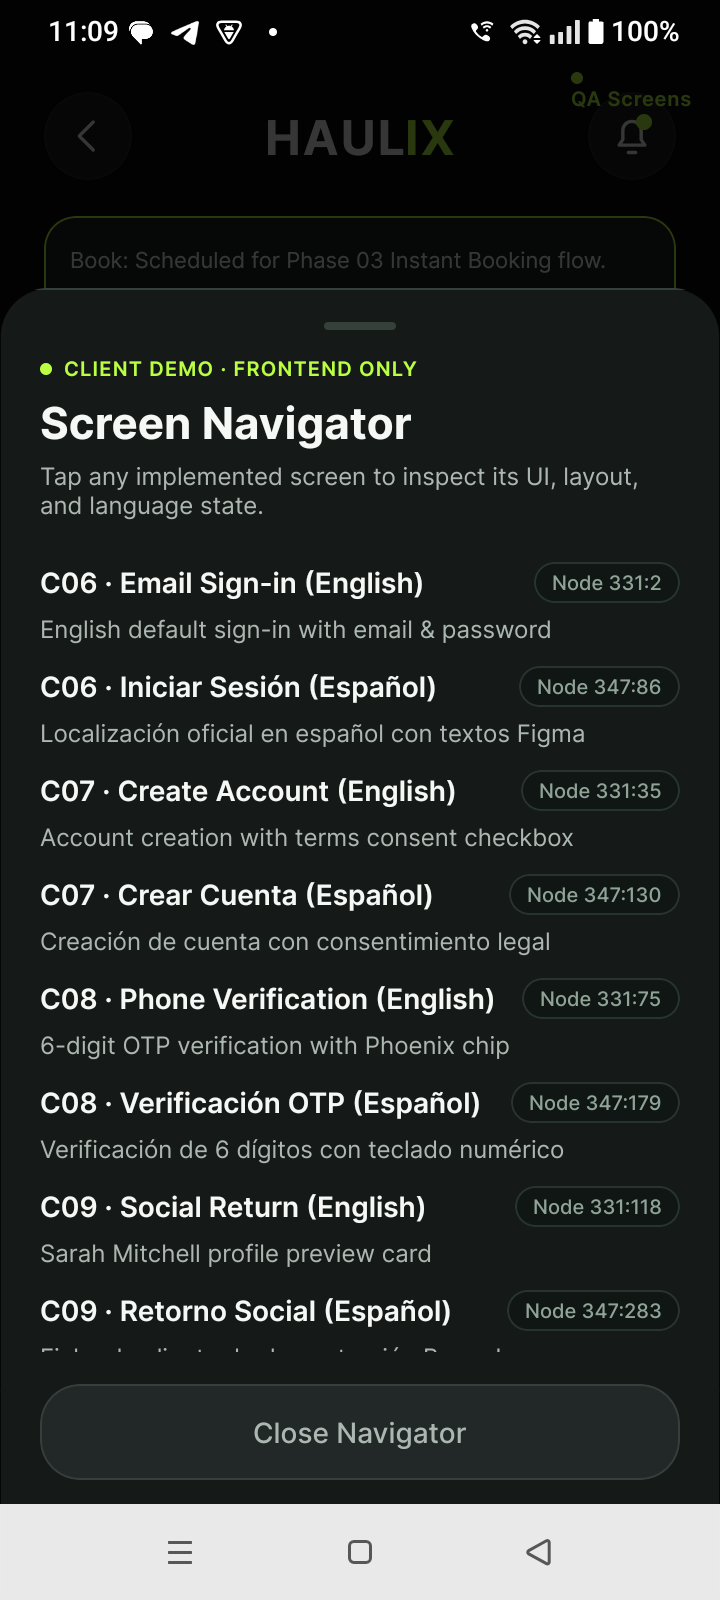 11:09
100%
QA Screens
HAULIX
Book: Scheduled for Phase 03 Instant Booking flow.
CLIENT DEMO · FRONTEND ONLY
Screen Navigator
Tap any implemented screen to inspect its UI, layout,
and language state.
C06 · Email Sign-in (English)
Node 331:2
English default sign-in with email & password
C06 · Iniciar Sesión (Español)
Node 347:86
Localización oficial en español con textos Figma
C07 · Create Account (English)
Node 331:35
Account creation with terms consent checkbox
C07 · Crear Cuenta (Español)
Node 347:130
Creación de cuenta con consentimiento legal
C08 · Phone Verification (English)
Node 331:75
6-digit OTP verification with Phoenix chip
C08 · Verificación OTP (Español)
Node 347:179
Verificación de 6 dígitos con teclado numérico
C09 · Social Return (English)
Node 331:118
Sarah Mitchell profile preview card
C09 · Retorno Social (Español)
Node 347:283
Close Navigator